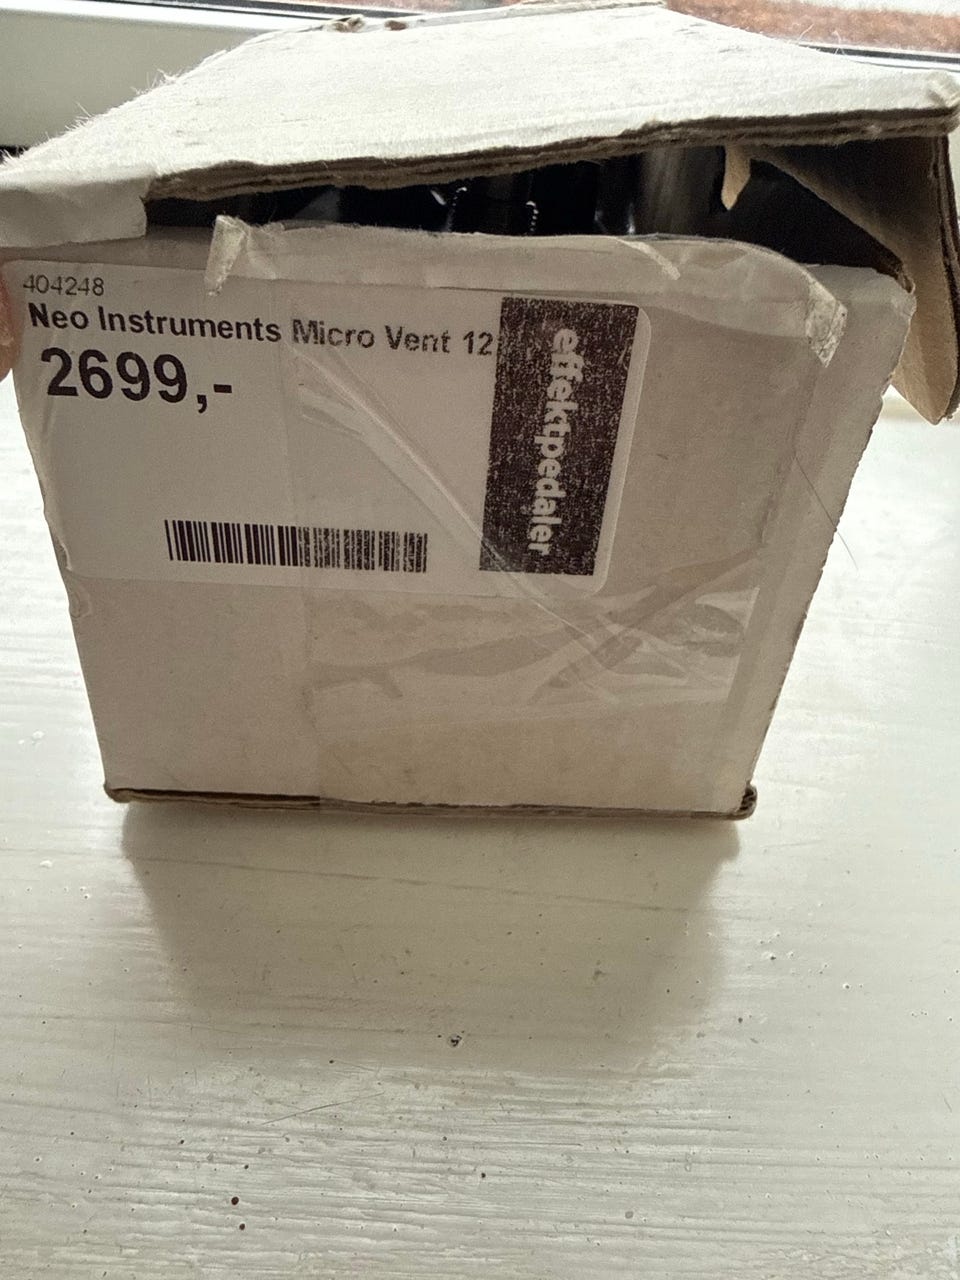 404248
Neo Instruments Micro Vent 12
2699,-
effektpedaler